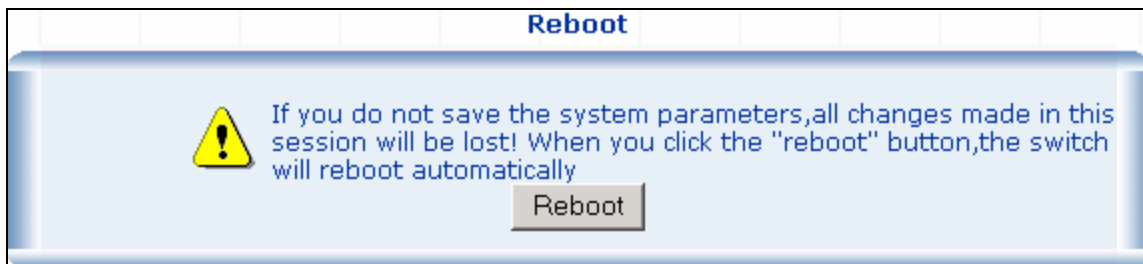 Reboot
If you do not save the system parameters,all changes made in this
session will be lost! When you click the "reboot" button,the switch
will reboot automatically
Reboot